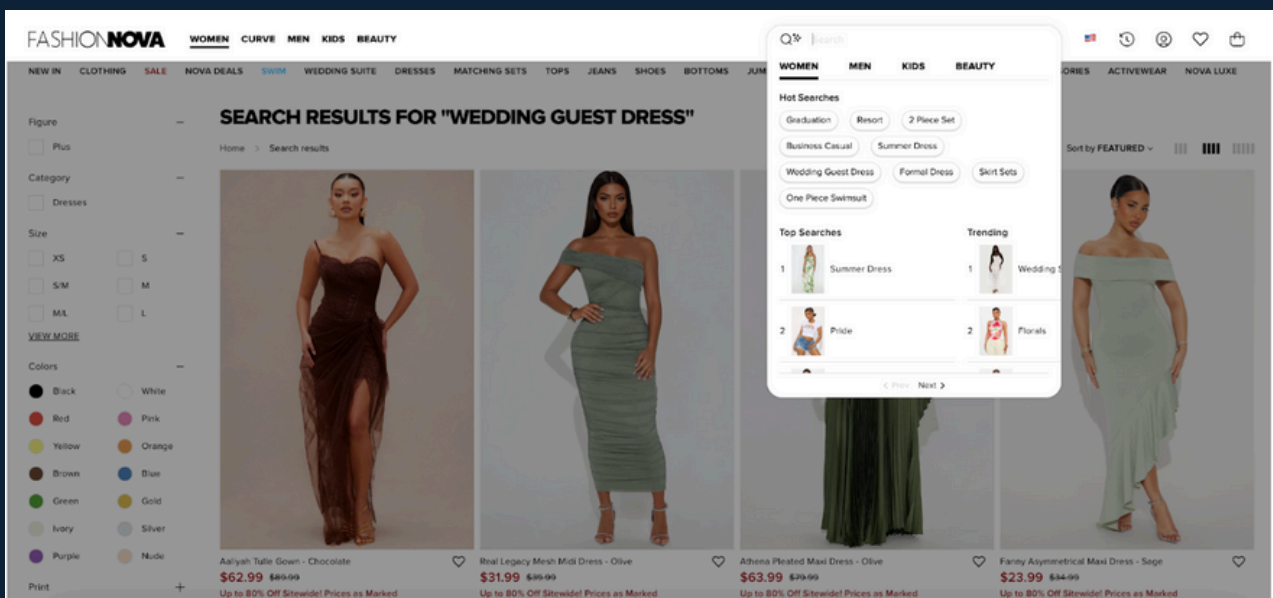 FASHIONNOVA
WOMEN CURVE MEN KIDS BEAUTY
Search
NEW IN CLOTHING SALE NOVA DEALS SWIM WEDDING SUITE DRESSES MATCHING SETS TOPS JEANS SHOES BOTTOMS JUM
ORIES ACTIVEWEAR NOVA LUXE
WOMEN MEN KIDS BEAUTY
Hot Searches
Graduation Resort 2 Piece Set
Business Casual Summer Dress
Wedding Guest Dress Formal Dress Skirt Sets
One Piece Swimsuit
Top Searches Trending
1 Summer Dress 1 Wedding S
2 Pride 2 Florals
< Prev Next >
SEARCH RESULTS FOR "WEDDING GUEST DRESS"
Home > Search results
Sort by FEATURED
Figure
Plus
Category
Dresses
Size
XS S
S/M M
M/L L
VIEW MORE
Colors
Black White
Red Pink
Yellow Orange
Brown Blue
Green Gold
Ivory Silver
Purple Nude
Print
Aaliyah Tulle Gown - Chocolate
$62.99 $89.99
Up to 80% Off Sitewide! Prices as Marked
Real Legacy Mesh Midi Dress - Olive
$31.99 $39.99
Up to 80% Off Sitewide! Prices as Marked
Athena Pleated Maxi Dress - Olive
$63.99 $79.99
Up to 80% Off Sitewide! Prices as Marked
Fanny Asymmetrical Maxi Dress - Sage
$23.99 $34.99
Up to 80% Off Sitewide! Prices as Marked